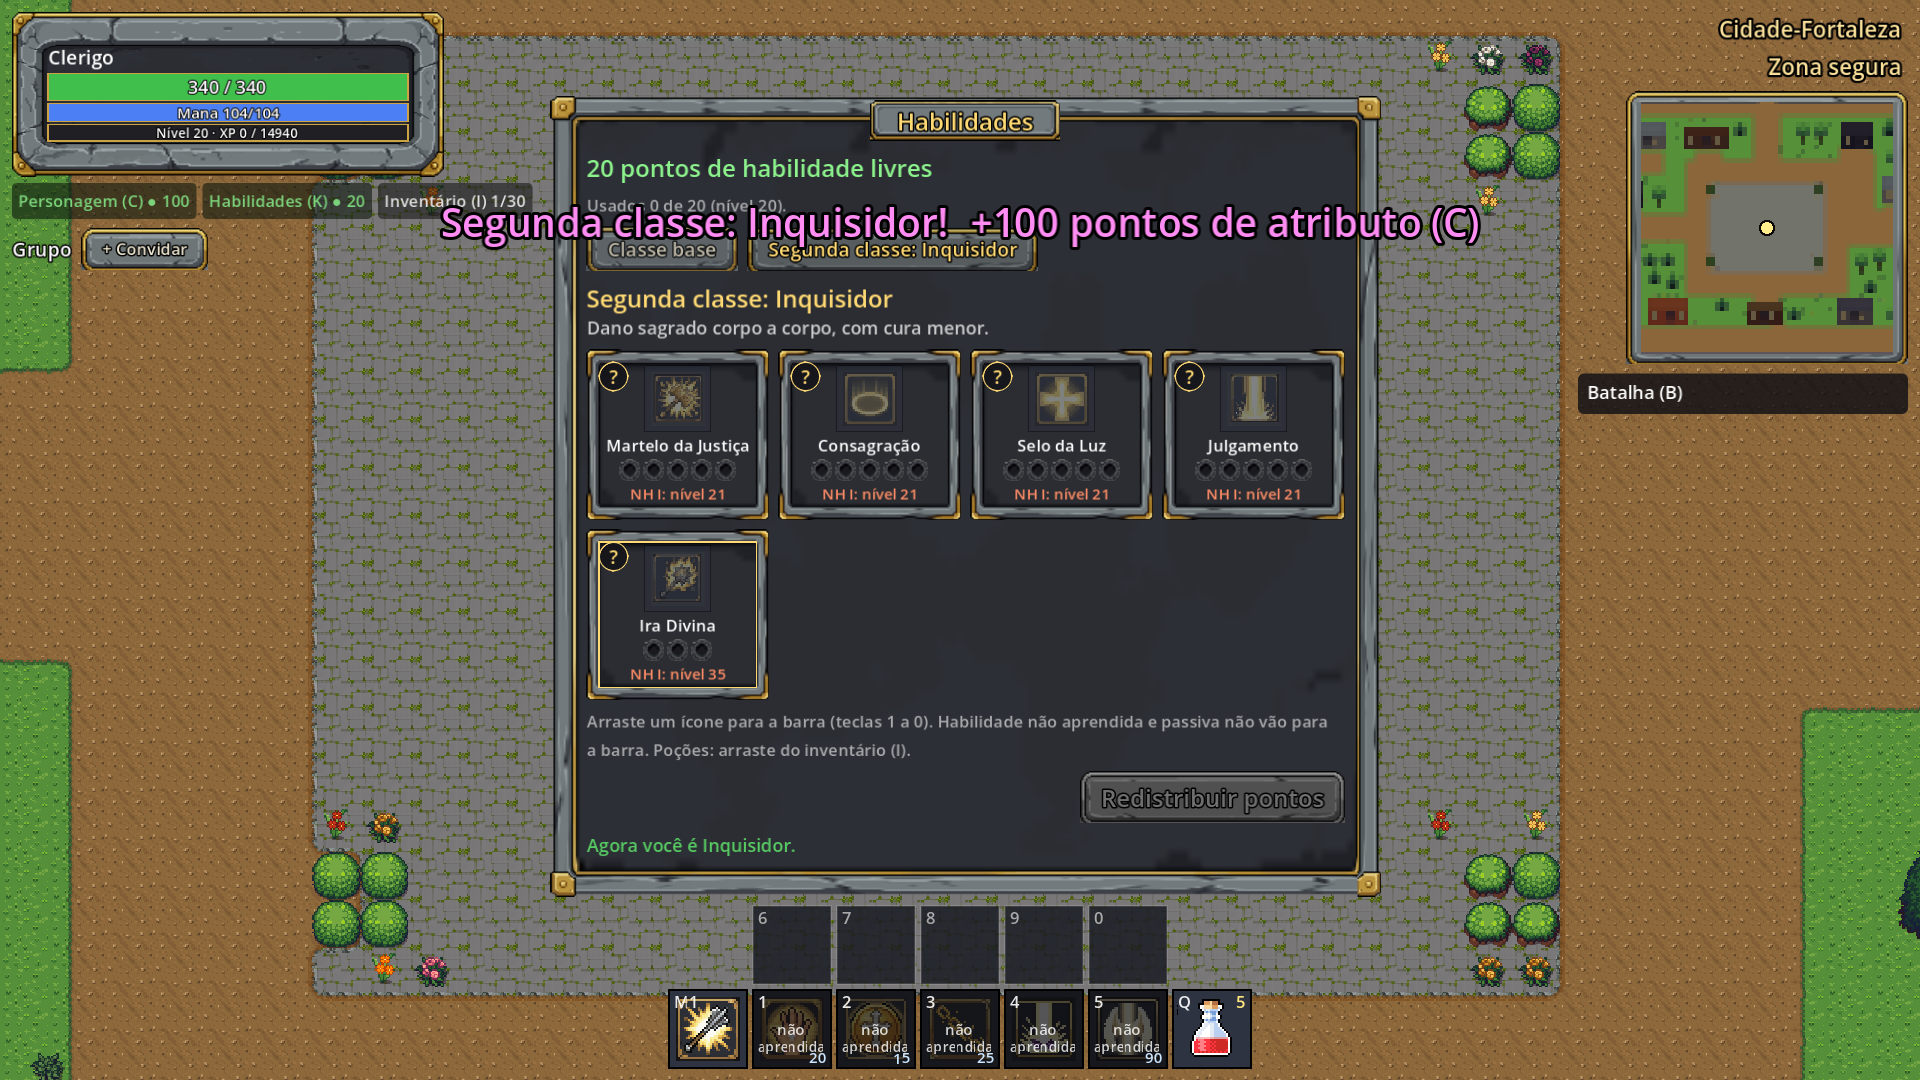 Clerigo
340 / 340
Mana 104/104
Nível 20 · XP 0 / 14940
Personagem (C) ● 100
Habilidades (K) ● 20
Inventário (I) 1/30
Grupo
+ Convidar
Cidade-Fortaleza
Zona segura
Batalha (B)
Habilidades
20 pontos de habilidade livres
Usados 0 de 20 (nível 20).
Segunda classe: Inquisidor! +100 pontos de atributo (C)
Classe base
Segunda classe: Inquisidor
Segunda classe: Inquisidor
Dano sagrado corpo a corpo, com cura menor.
?
Martelo da Justiça
NH I: nível 21
?
Consagração
NH I: nível 21
?
Selo da Luz
NH I: nível 21
?
Julgamento
NH I: nível 21
?
Ira Divina
NH I: nível 35
Arraste um ícone para a barra (teclas 1 a 0). Habilidade não aprendida e passiva não vão para
a barra. Poções: arraste do inventário (I).
Redistribuir pontos
Agora você é Inquisidor.
6
7
8
9
0
M1
1
não
aprendida
20
2
não
aprendida
15
3
não
aprendida
25
4
não
aprendida
5
não
aprendida
90
Q
5